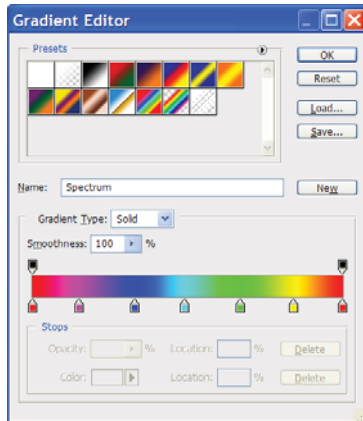 Gradient Editor
Presets
OK
Reset
Load...
Save...
Name: Spectrum New
Gradient Type: Solid
Smoothness: 100 %
Stops
Opacity: % Location: % Delete
Color: Location: % Delete